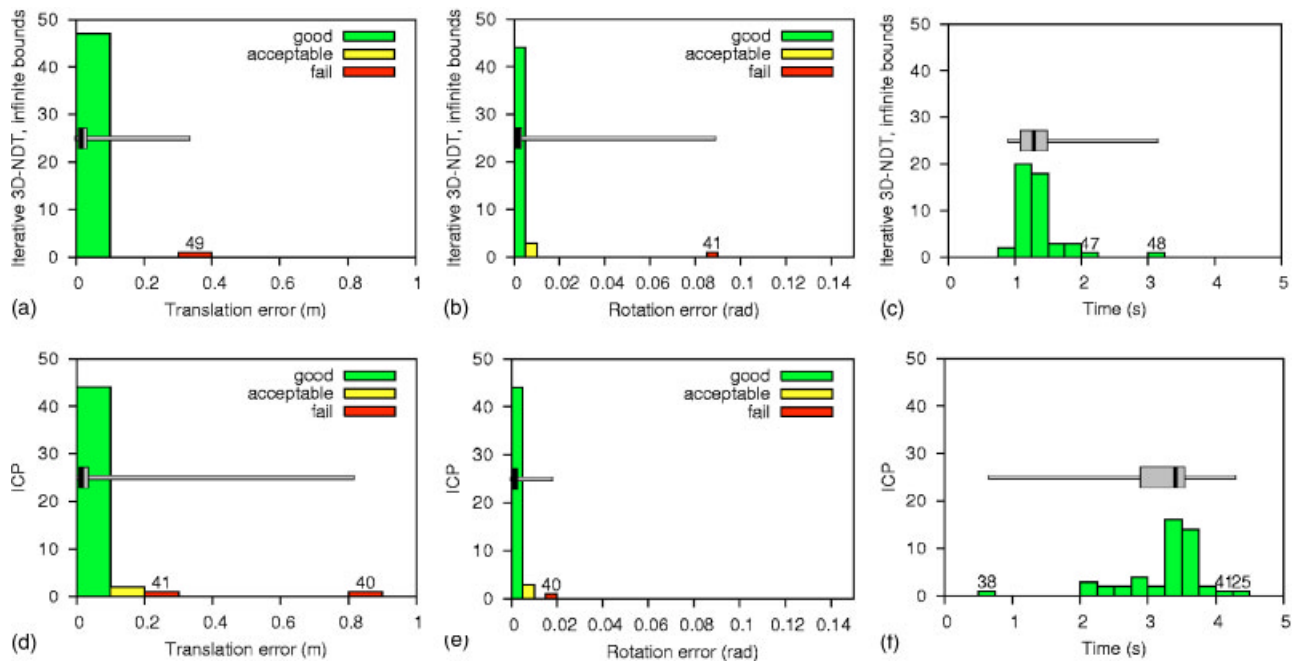 Iterative 3D-NDT, infinite bounds
50
40
30
20
10
0
good
acceptable
fail
49
0 0.2 0.4 0.6 0.8 1
(a) Translation error (m)
Iterative 3D-NDT, infinite bounds
50
40
30
20
10
0
good
acceptable
fail
41
0 0.02 0.04 0.06 0.08 0.1 0.12 0.14
(b) Rotation error (rad)
Iterative 3D-NDT, infinite bounds
50
40
30
20
10
0
47 48
0 1 2 3 4 5
(c) Time (s)
ICP
50
40
30
20
10
0
good
acceptable
fail
41 40
0 0.2 0.4 0.6 0.8 1
(d) Translation error (m)
ICP
50
40
30
20
10
0
good
acceptable
fail
40
0 0.02 0.04 0.06 0.08 0.1 0.12 0.14
(e) Rotation error (rad)
ICP
50
40
30
20
10
0
38 4125
0 1 2 3 4 5
(f) Time (s)